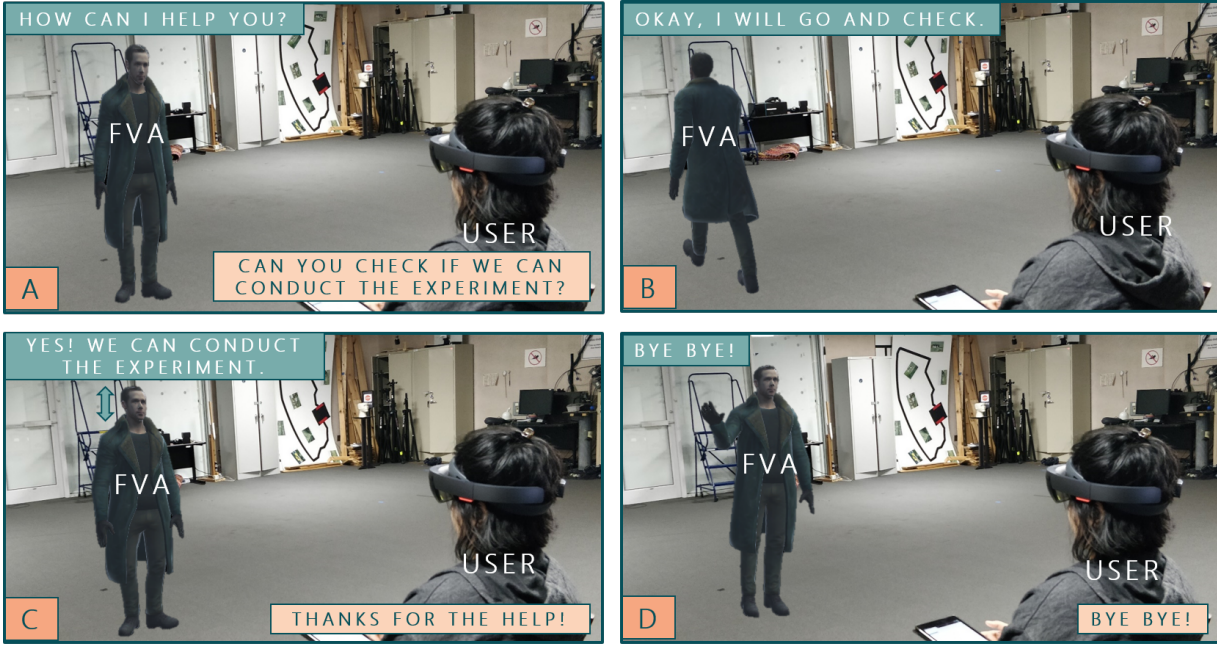 HOW CAN I HELP YOU?
FVA
USER
CAN YOU CHECK IF WE CAN
CONDUCT THE EXPERIMENT?
A
OKAY, I WILL GO AND CHECK.
FVA
USER
B
YES! WE CAN CONDUCT
THE EXPERIMENT.
FVA
USER
THANKS FOR THE HELP!
C
BYE BYE!
FVA
USER
BYE BYE!
D